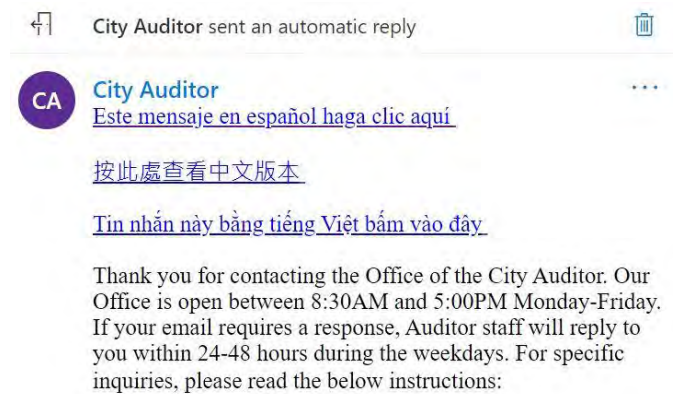 City Auditor sent an automatic reply
CA
City Auditor
Este mensaje en español haga clic aquí
按此處查看中文版本
Tin nhắn này bằng tiếng Việt bấm vào đây
Thank you for contacting the Office of the City Auditor. Our
Office is open between 8:30AM and 5:00PM Monday-Friday.
If your email requires a response, Auditor staff will reply to
you within 24-48 hours during the weekdays. For specific
inquiries, please read the below instructions: